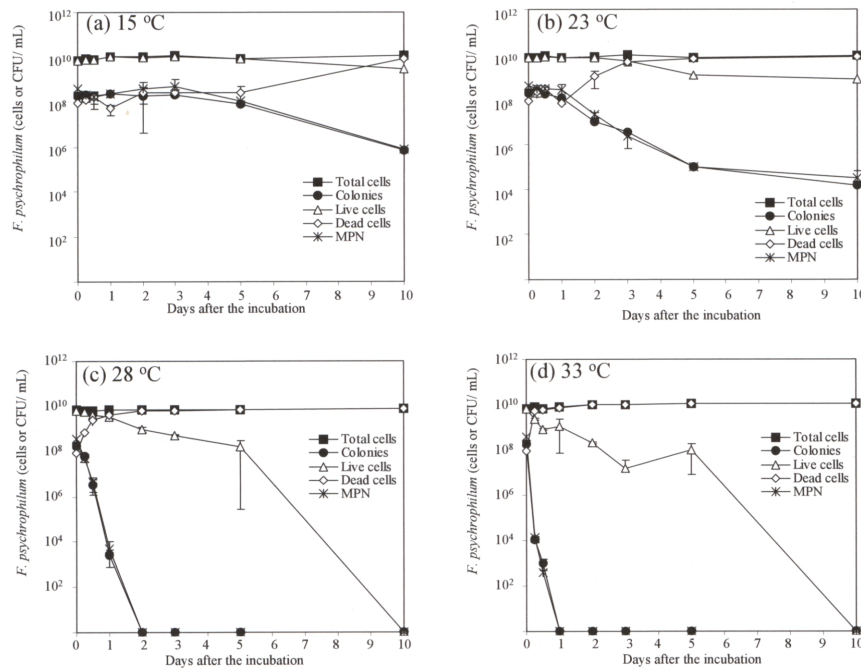 (a) 15 °C
F. psychrophilum (cells or CFU/ mL)
10¹²
10¹⁰
10⁸
10⁶
10⁴
10²
Total cells
Colonies
Live cells
Dead cells
MPN
0 1 2 3 4 5 6 7 8 9 10
Days after the incubation
(b) 23 °C
F. psychrophilum (cells or CFU/ mL)
10¹²
10¹⁰
10⁸
10⁶
10⁴
10²
Total cells
Colonies
Live cells
Dead cells
MPN
0 1 2 3 4 5 6 7 8 9 10
Days after the incubation
(c) 28 °C
F. psychrophilum (cells or CFU/ mL)
10¹²
10¹⁰
10⁸
10⁶
10⁴
10²
Total cells
Colonies
Live cells
Dead cells
MPN
0 1 2 3 4 5 6 7 8 9 10
Days after the incubation
(d) 33 °C
F. psychrophilum (cells or CFU/ mL)
10¹²
10¹⁰
10⁸
10⁶
10⁴
10²
Total cells
Colonies
Live cells
Dead cells
MPN
0 1 2 3 4 5 6 7 8 9 10
Days after the incubation